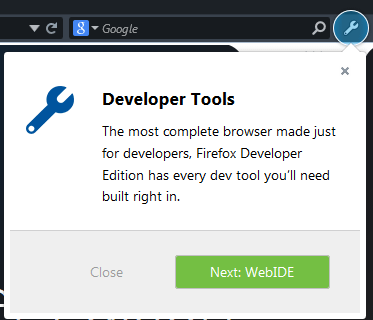 Google
Developer Tools
The most complete browser made just
for developers, Firefox Developer
Edition has every dev tool you’ll need
built right in.
Close
Next: WebIDE